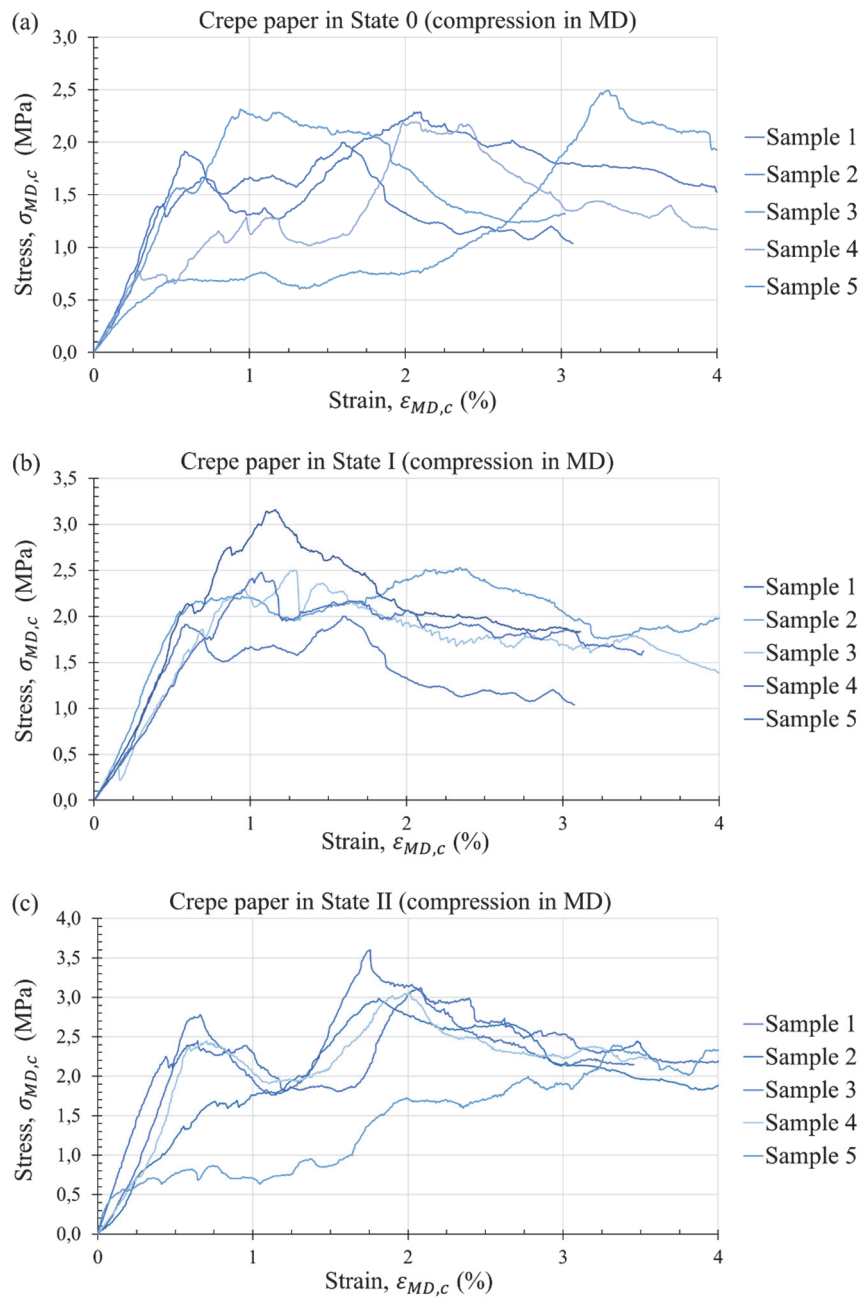 (a) Crepe paper in State 0 (compression in MD)
Stress, σMD,c (MPa)
3,0
2,5
2,0
1,5
1,0
0,5
0,0
0 1 2 3 4
Strain, εMD,c (%)
Sample 1
Sample 2
Sample 3
Sample 4
Sample 5
(b) Crepe paper in State I (compression in MD)
Stress, σMD,c (MPa)
3,5
3,0
2,5
2,0
1,5
1,0
0,5
0,0
0 1 2 3 4
Strain, εMD,c (%)
Sample 1
Sample 2
Sample 3
Sample 4
Sample 5
(c) Crepe paper in State II (compression in MD)
Stress, σMD,c (MPa)
4,0
3,5
3,0
2,5
2,0
1,5
1,0
0,5
0,0
0 1 2 3 4
Strain, εMD,c (%)
Sample 1
Sample 2
Sample 3
Sample 4
Sample 5